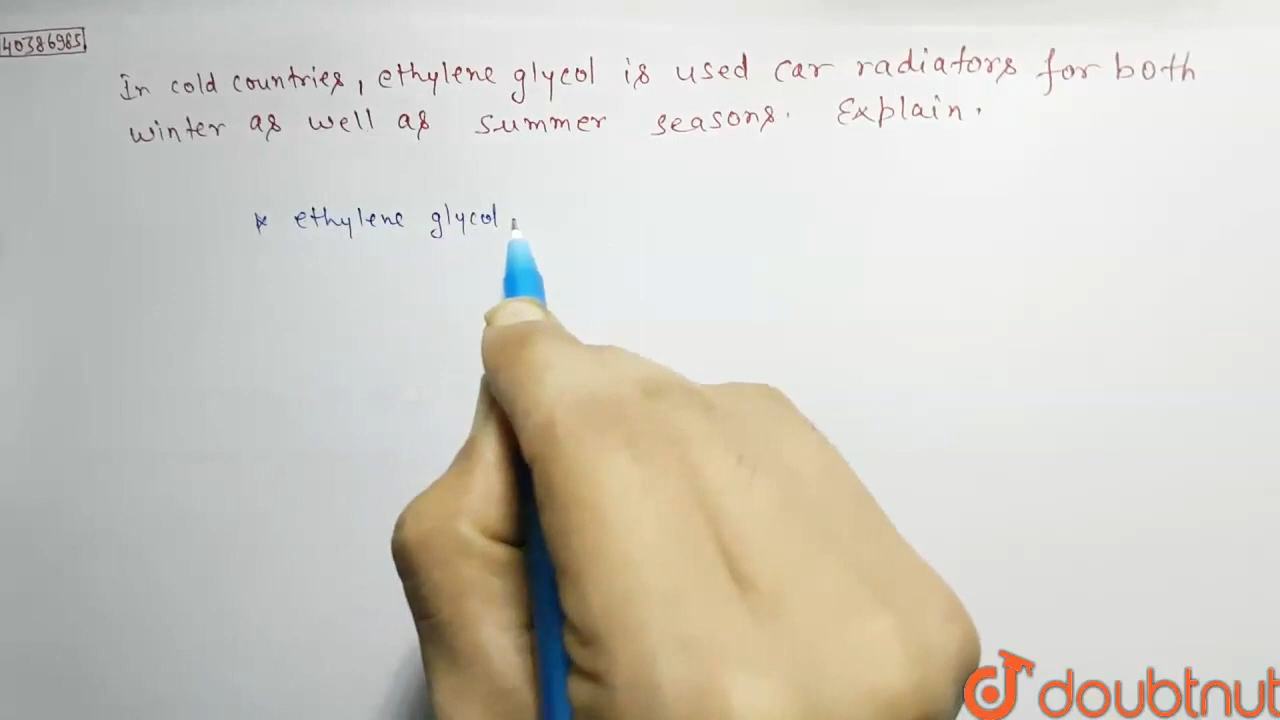 40386985
In cold countries, ethylene glycol is used car radiators for both
winter as well as summer seasons. Explain.
* ethylene glycol
doubtnut